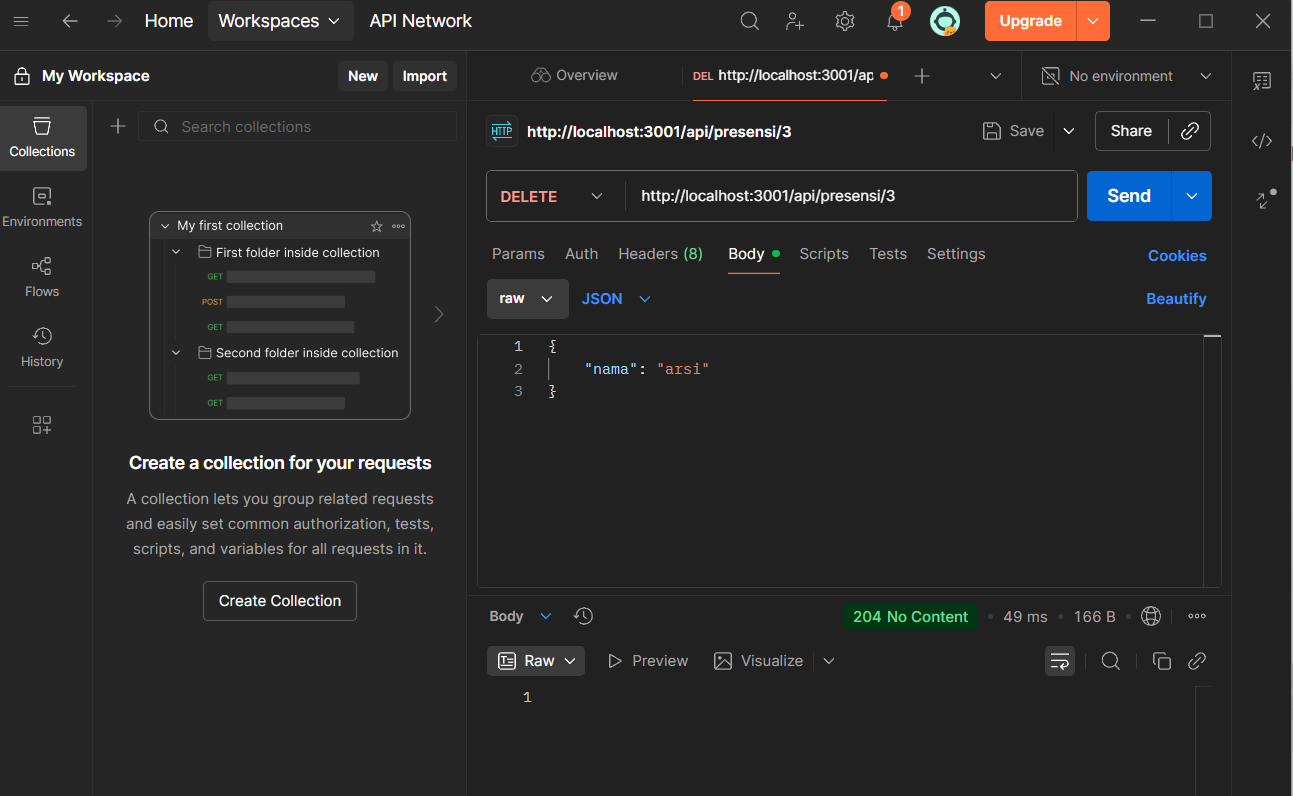 Home Workspaces API Network 1 Upgrade
My Workspace New Import
Overview DEL http://localhost:3001/ap No environment
Collections
Environments
Flows
History
Search collections
My first collection
First folder inside collection
GET
POST
GET
Second folder inside collection
GET
GET
Create a collection for your requests
A collection lets you group related requests
and easily set common authorization, tests,
scripts, and variables for all requests in it.
Create Collection
HTTP http://localhost:3001/api/presensi/3 Save Share
DELETE http://localhost:3001/api/presensi/3 Send
Params Auth Headers (8) Body Scripts Tests Settings Cookies
raw JSON Beautify
1 {
2 "nama": "arsi"
3 }
Body 204 No Content 49 ms 166 B
Raw Preview Visualize
1